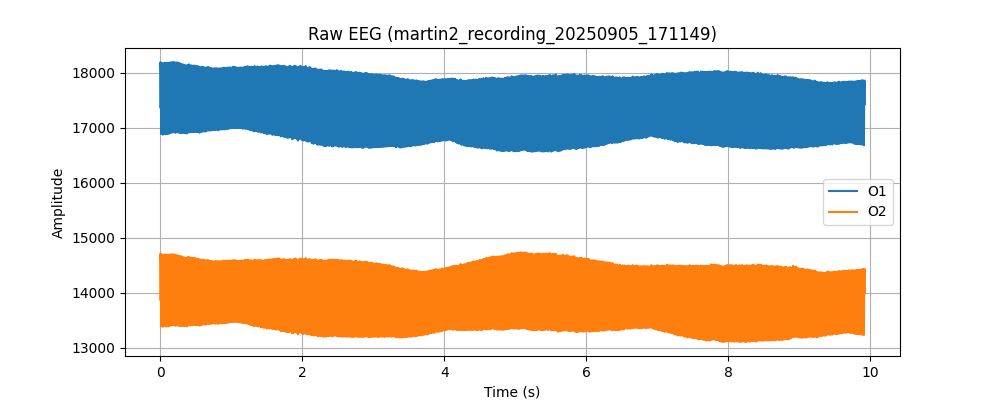 Raw EEG (martin2_recording_20250905_171149)
Amplitude
18000
17000
16000
15000
14000
13000
O1
O2
0 2 4 6 8 10
Time (s)